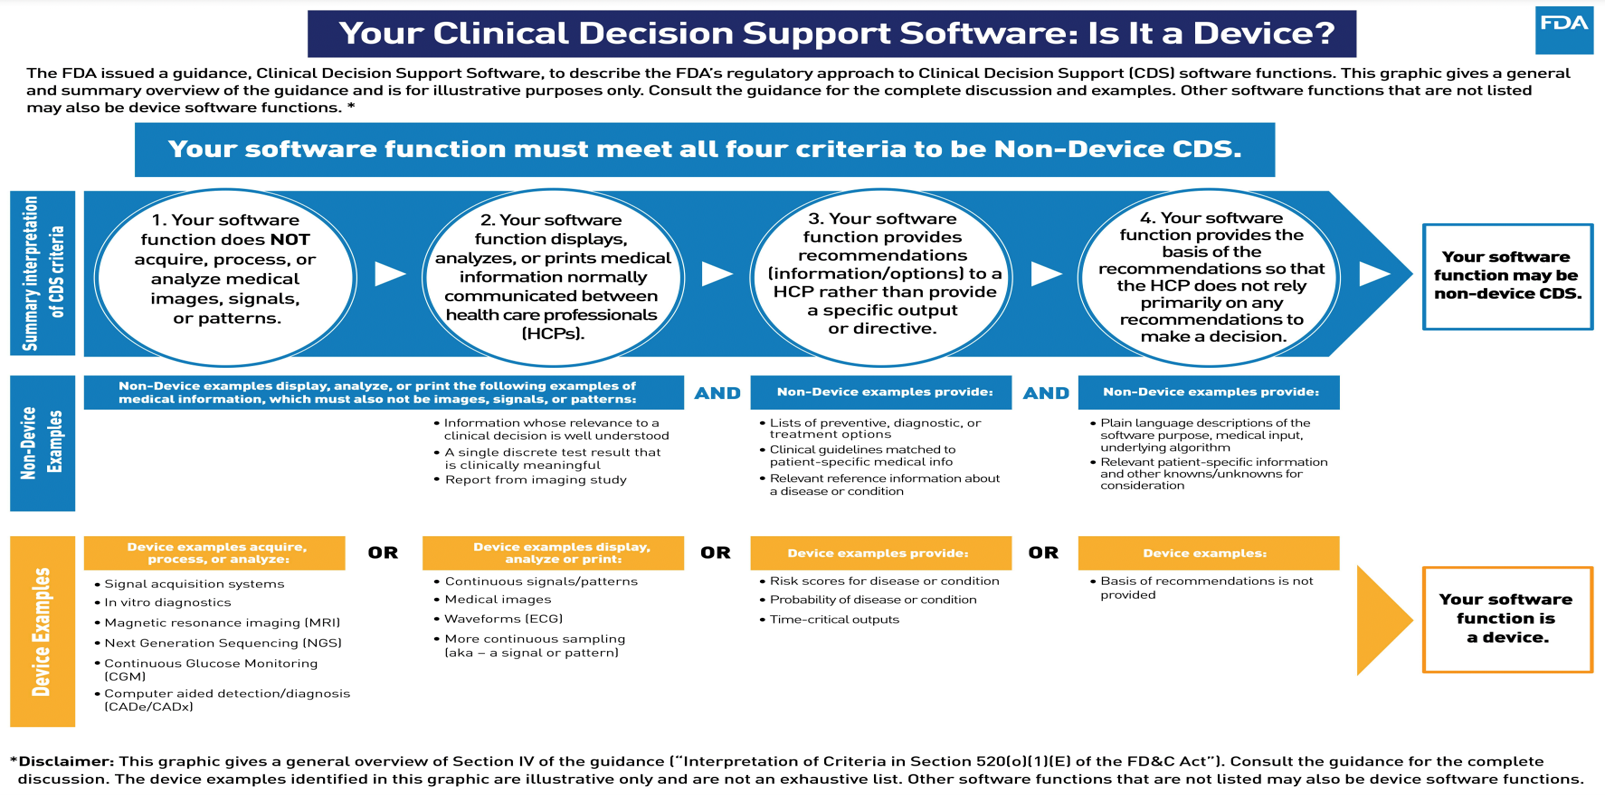 Your Clinical Decision Support Software: Is It a Device?
FDA
The FDA issued a guidance, Clinical Decision Support Software, to describe the FDA's regulatory approach to Clinical Decision Support (CDS) software functions. This graphic gives a general
and summary overview of the guidance and is for illustrative purposes only. Consult the guidance for the complete discussion and examples. Other software functions that are not listed
may also be device software functions. *
Your software function must meet all four criteria to be Non-Device CDS.
Summary interpretation
of CDS criteria
1. Your software
function does NOT
acquire, process, or
analyze medical
images, signals,
or patterns.
2. Your software
function displays,
analyzes, or prints medical
information normally
communicated between
health care professionals
(HCPs).
3. Your software
function provides
recommendations
(information/options) to a
HCP rather than provide
a specific output
or directive.
4. Your software
function provides the
basis of the
recommendations so that
the HCP does not rely
primarily on any
recommendations to
make a decision.
Your software
function may be
non-device CDS.
Non-Device
Examples
Non-Device examples display, analyze, or print the following examples of
medical information, which must also not be images, signals, or patterns:
• Information whose relevance to a
clinical decision is well understood
• A single discrete test result that
is clinically meaningful
• Report from imaging study
AND
Non-Device examples provide:
• Lists of preventive, diagnostic, or
treatment options
• Clinical guidelines matched to
patient-specific medical info
• Relevant reference information about
a disease or condition
AND
Non-Device examples provide:
• Plain language descriptions of the
software purpose, medical input,
underlying algorithm
• Relevant patient-specific information
and other knowns/unknowns for
consideration
Device Examples
Device examples acquire,
process, or analyze:
• Signal acquisition systems
• In vitro diagnostics
• Magnetic resonance imaging (MRI)
• Next Generation Sequencing (NGS)
• Continuous Glucose Monitoring
(CGM)
• Computer aided detection/diagnosis
(CADe/CADx)
OR
Device examples display,
analyze or print:
• Continuous signals/patterns
• Medical images
• Waveforms (ECG)
• More continuous sampling
(aka – a signal or pattern)
OR
Device examples provide:
• Risk scores for disease or condition
• Probability of disease or condition
• Time-critical outputs
OR
Device examples:
• Basis of recommendations is not
provided
Your software
function is
a device.
*Disclaimer: This graphic gives a general overview of Section IV of the guidance (“Interpretation of Criteria in Section 520(o)(1)(E) of the FD&C Act”). Consult the guidance for the complete
discussion. The device examples identified in this graphic are illustrative only and are not an exhaustive list. Other software functions that are not listed may also be device software functions.